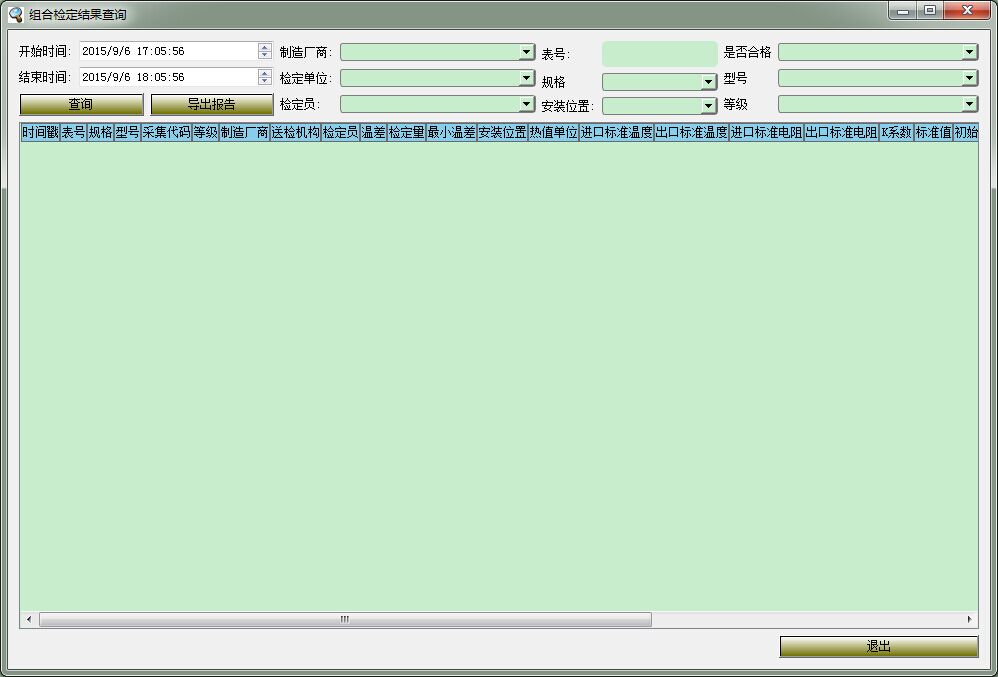 组合检定结果查询
开始时间: 2015/9/6 17:05:56 制造厂商: 表号: 是否合格
结束时间: 2015/9/6 18:05:56 检定单位: 规格 型号
查询 导出报告 检定员: 安装位置: 等级
时间戳 表号 规格 型号 采集代码 等级 制造厂商 送检机构 检定员 温差 检定量 最小温差 安装位置 热值单位 进口标准温度 出口标准温度 进口标准电阻 出口标准电阻 K系数 标准值 初始
退出